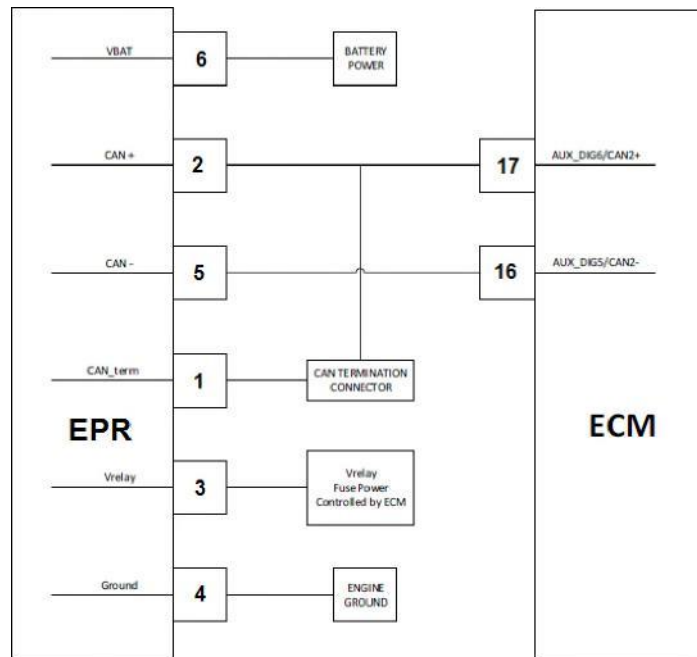 VBAT
6
BATTERY
POWER
CAN +
2
17
AUX_DIG6/CAN2+
CAN -
5
16
AUX_DIG5/CAN2-
CAN_term
1
CAN TERMINATION
CONNECTOR
EPR
ECM
Vrelay
3
Vrelay
Fuse Power
Controlled by ECM
Ground
4
ENGINE
GROUND